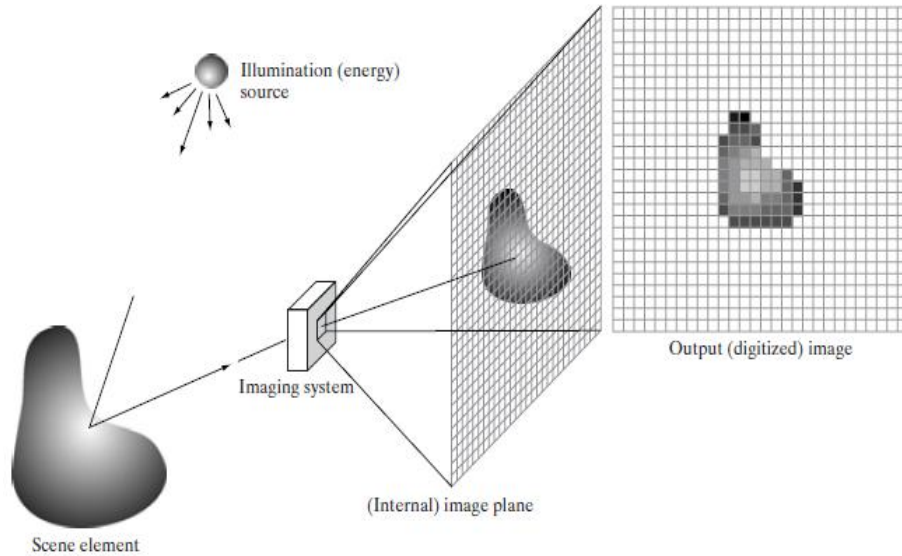 Illumination (energy)
source
Output (digitized) image
Imaging system
(Internal) image plane
Scene element